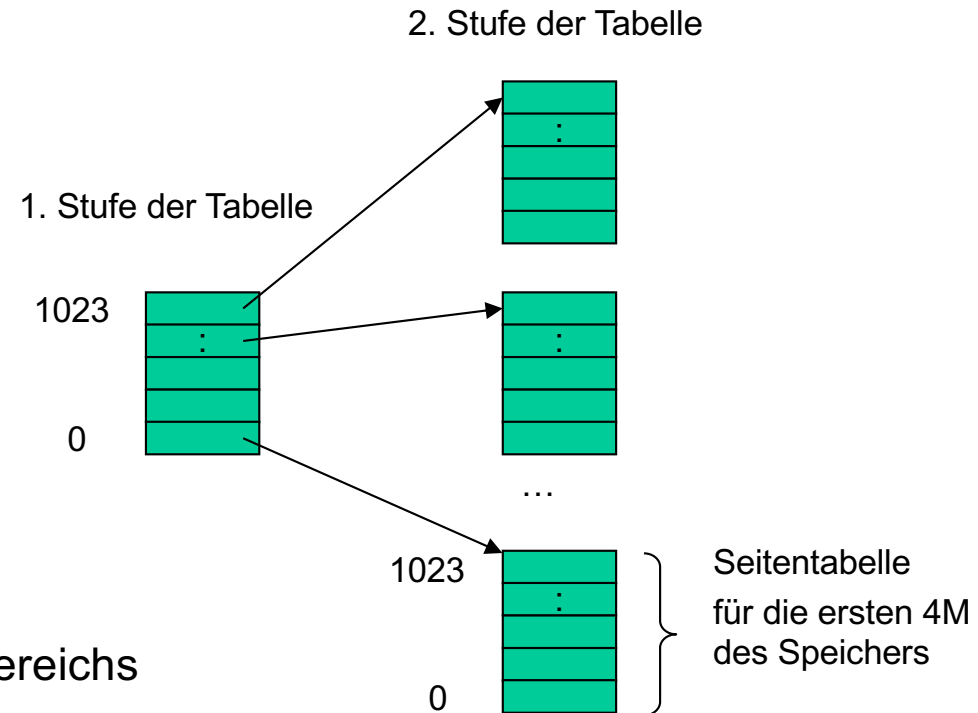 2. Stufe der Tabelle
:
1. Stufe der Tabelle
1023
:
0
:
…
1023
:
0
Seitentabelle
für die ersten 4M
des Speichers